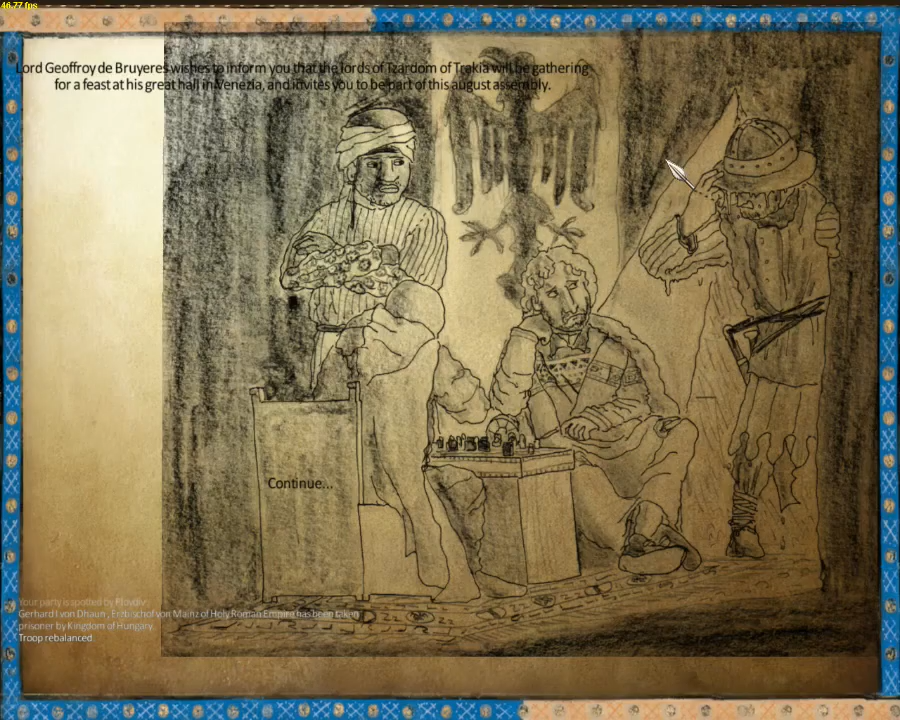 46.77 fps
Lord Geoffroy de Bruyeres wishes to inform you that the lords of Tzardom of Trakia will be gathering
for a feast at his great hall in Venezia, and invites you to be part of this august assembly.
Continue...
Your party is spotted by Plovdiv.
Gerhard I von Dhaun, Erzbischof von Mainz of Holy Roman Empire has been taken
prisoner by Kingdom of Hungary.
Troop rebalanced.